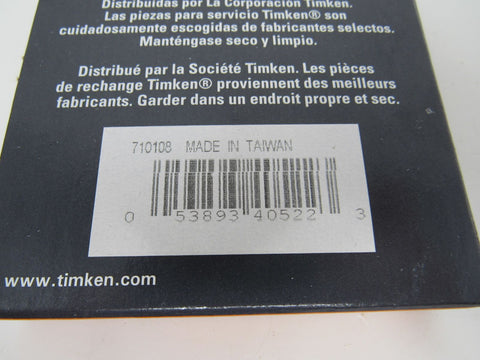 Distribuidas por La Corporación Timken.
Las piezas para servicio Timken® son
cuidadosamente escogidas de fabricantes selectos.
Manténgase seco y limpio.
Distribué par la Société Timken. Les pièces
de rechange Timken® proviennent des meilleurs
fabricants. Garder dans un endroit propre et sec.
710108 MADE IN TAIWAN
0 53893 40522 3
www.timken.com